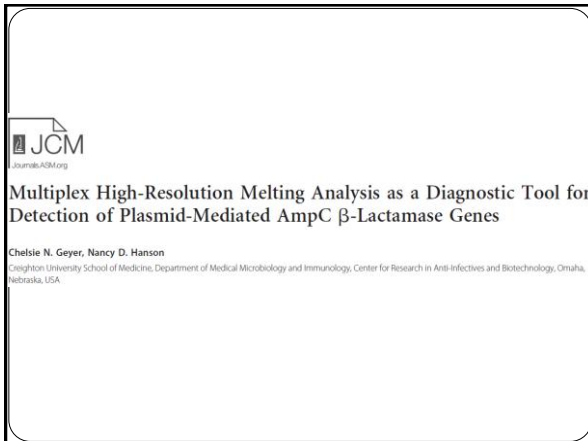 JCM
Journals.ASM.org
Multiplex High-Resolution Melting Analysis as a Diagnostic Tool for
Detection of Plasmid-Mediated AmpC β-Lactamase Genes
Chelsie N. Geyer, Nancy D. Hanson
Creighton University School of Medicine, Department of Medical Microbiology and Immunology, Center for Research in Anti-Infectives and Biotechnology, Omaha,
Nebraska, USA